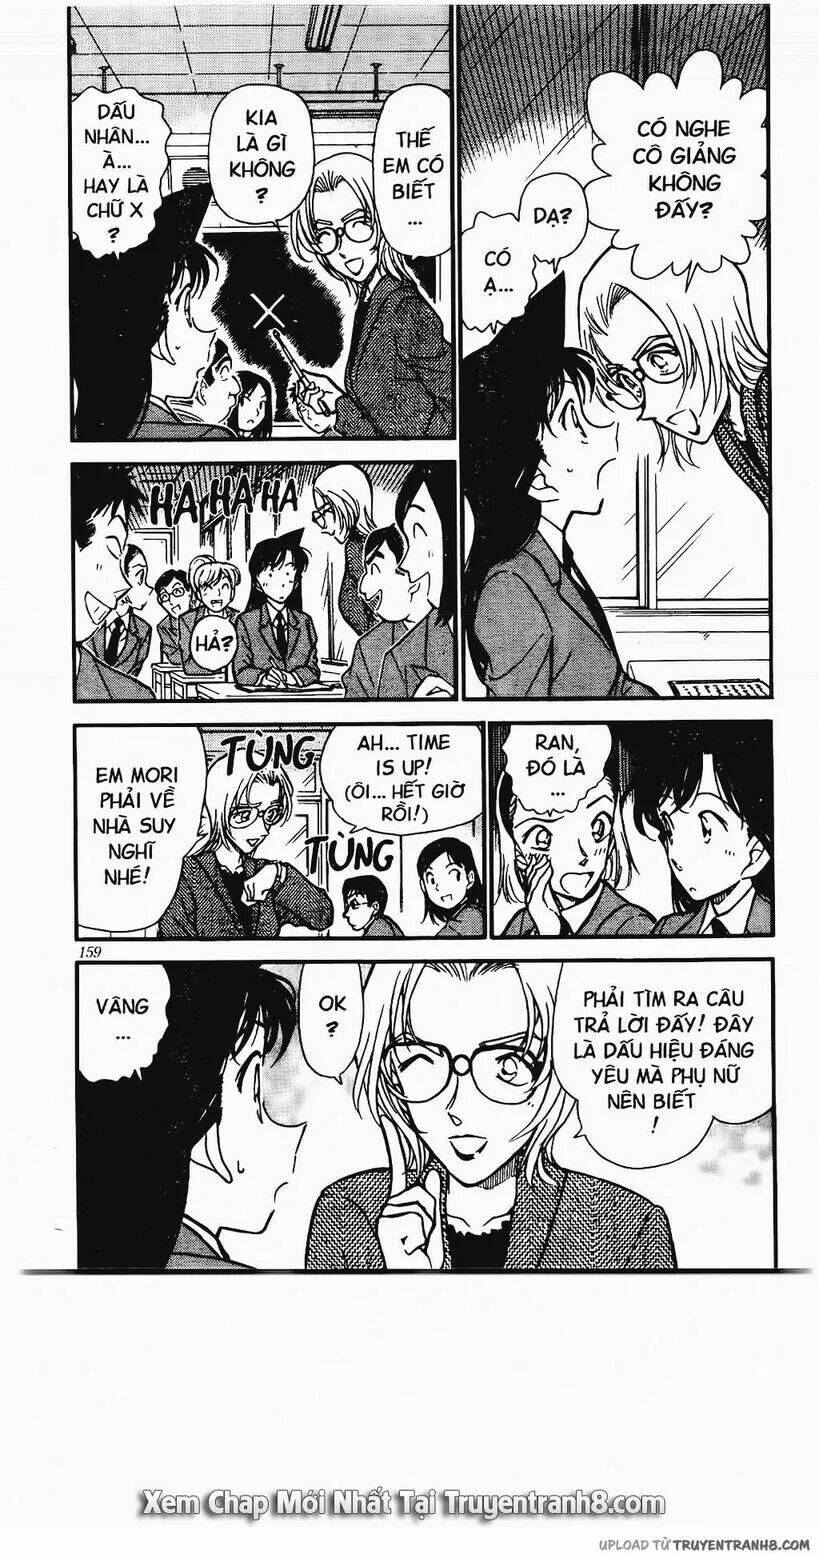 CÓ NGHE
CÔ GIẢNG
KHÔNG
ĐẤY?
DẠ?
CÓ
Ạ...
THẾ
EM CÓ
BIẾT
...
KIA
LÀ GÌ
KHÔNG
?
DẤU
NHÂN...
À...
HAY LÀ
CHỮ X
?
HA HA HA
HẢ?
RAN,
ĐÓ LÀ
...
TÙNG
AH... TIME
IS UP!
(ÔI... HẾT GIỜ
RỒI!)
TÙNG
EM MORI
PHẢI VỀ
NHÀ SUY
NGHĨ
NHÉ!
159
PHẢI TÌM RA CÂU
TRẢ LỜI ĐẤY! ĐÂY
LÀ DẤU HIỆU ĐÁNG
YÊU MÀ PHỤ NỮ
NÊN BIẾT
!
OK
?
VÂNG
...
Xem Chap Mới Nhất Tại Truyentranh8.com
UPLOAD TỪ TRUYENTRANH8.COM